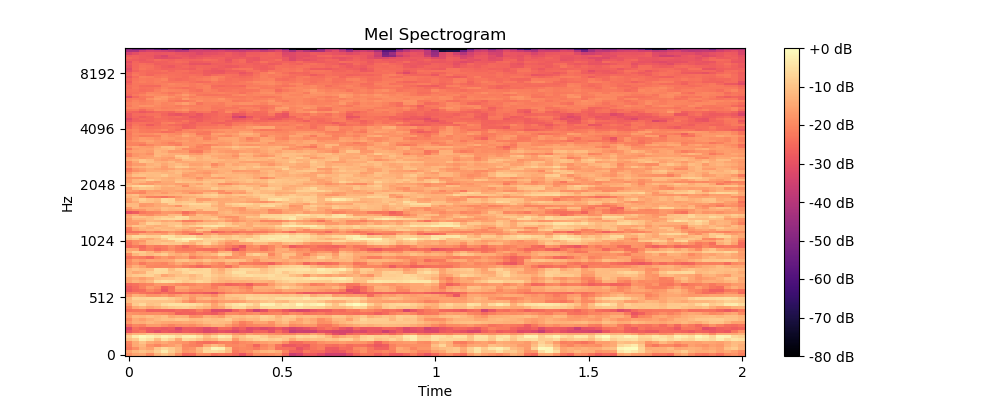 Mel Spectrogram
Hz
8192
4096
2048
1024
512
0
0 0.5 1 1.5 2
Time
+0 dB
-10 dB
-20 dB
-30 dB
-40 dB
-50 dB
-60 dB
-70 dB
-80 dB